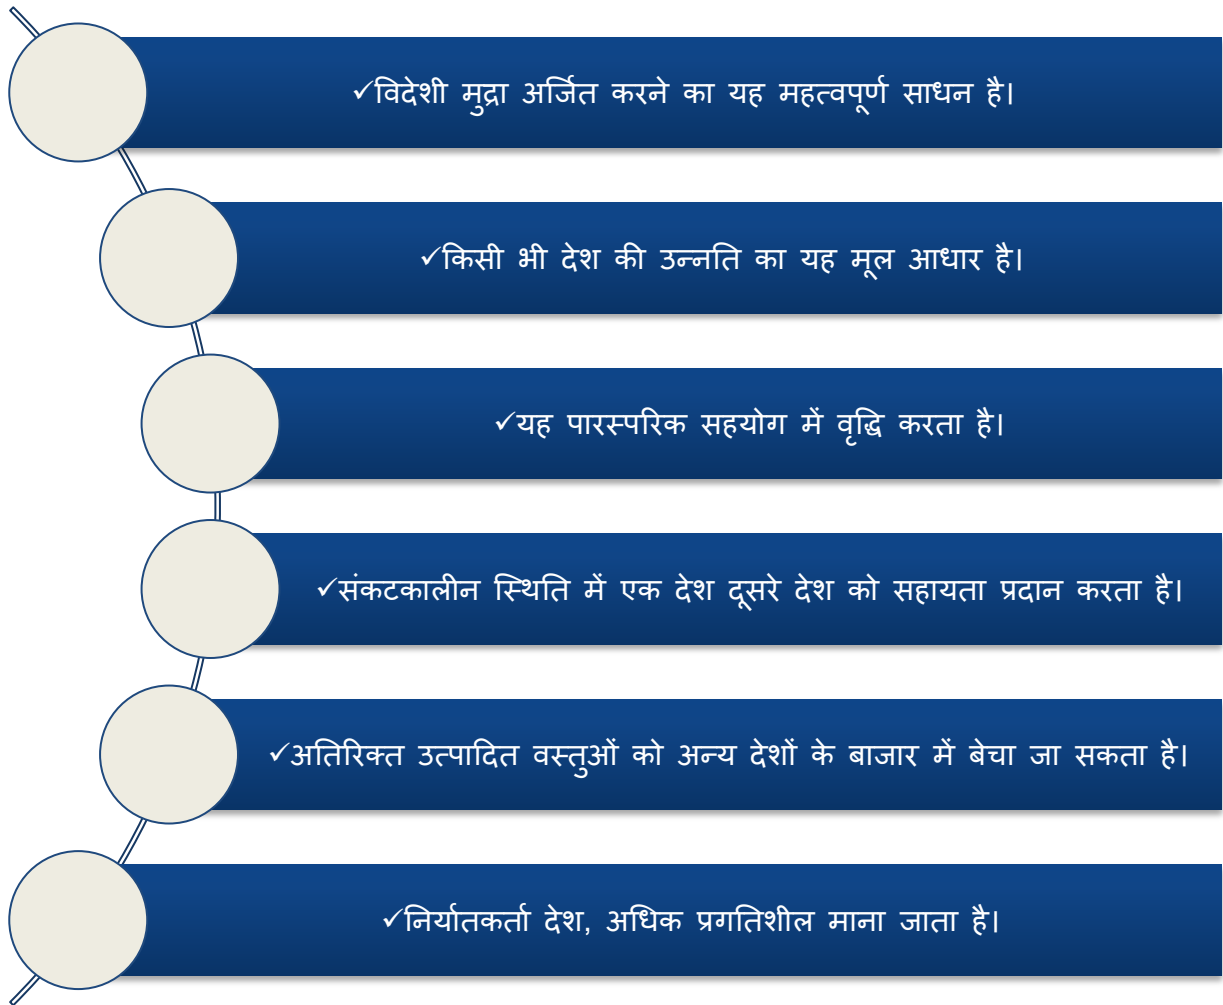 ✓विदेशी मुद्रा अर्जित करने का यह महत्वपूर्ण साधन है।
✓किसी भी देश की उन्नति का यह मूल आधार है।
✓यह पारस्परिक सहयोग में वृद्धि करता है।
✓संकटकालीन स्थिति में एक देश दूसरे देश को सहायता प्रदान करता है।
✓अतिरिक्त उत्पादित वस्तुओं को अन्य देशों के बाजार में बेचा जा सकता है।
✓निर्यातकर्ता देश, अधिक प्रगतिशील माना जाता है।